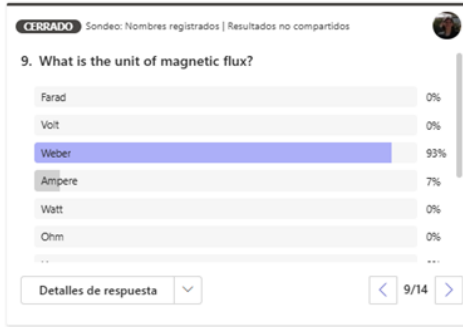 CERRADO Sondeo: Nombres registrados | Resultados no compartidos
9. What is the unit of magnetic flux?
Farad 0%
Volt 0%
Weber 93%
Ampere 7%
Watt 0%
Ohm 0%
Detalles de respuesta 9/14